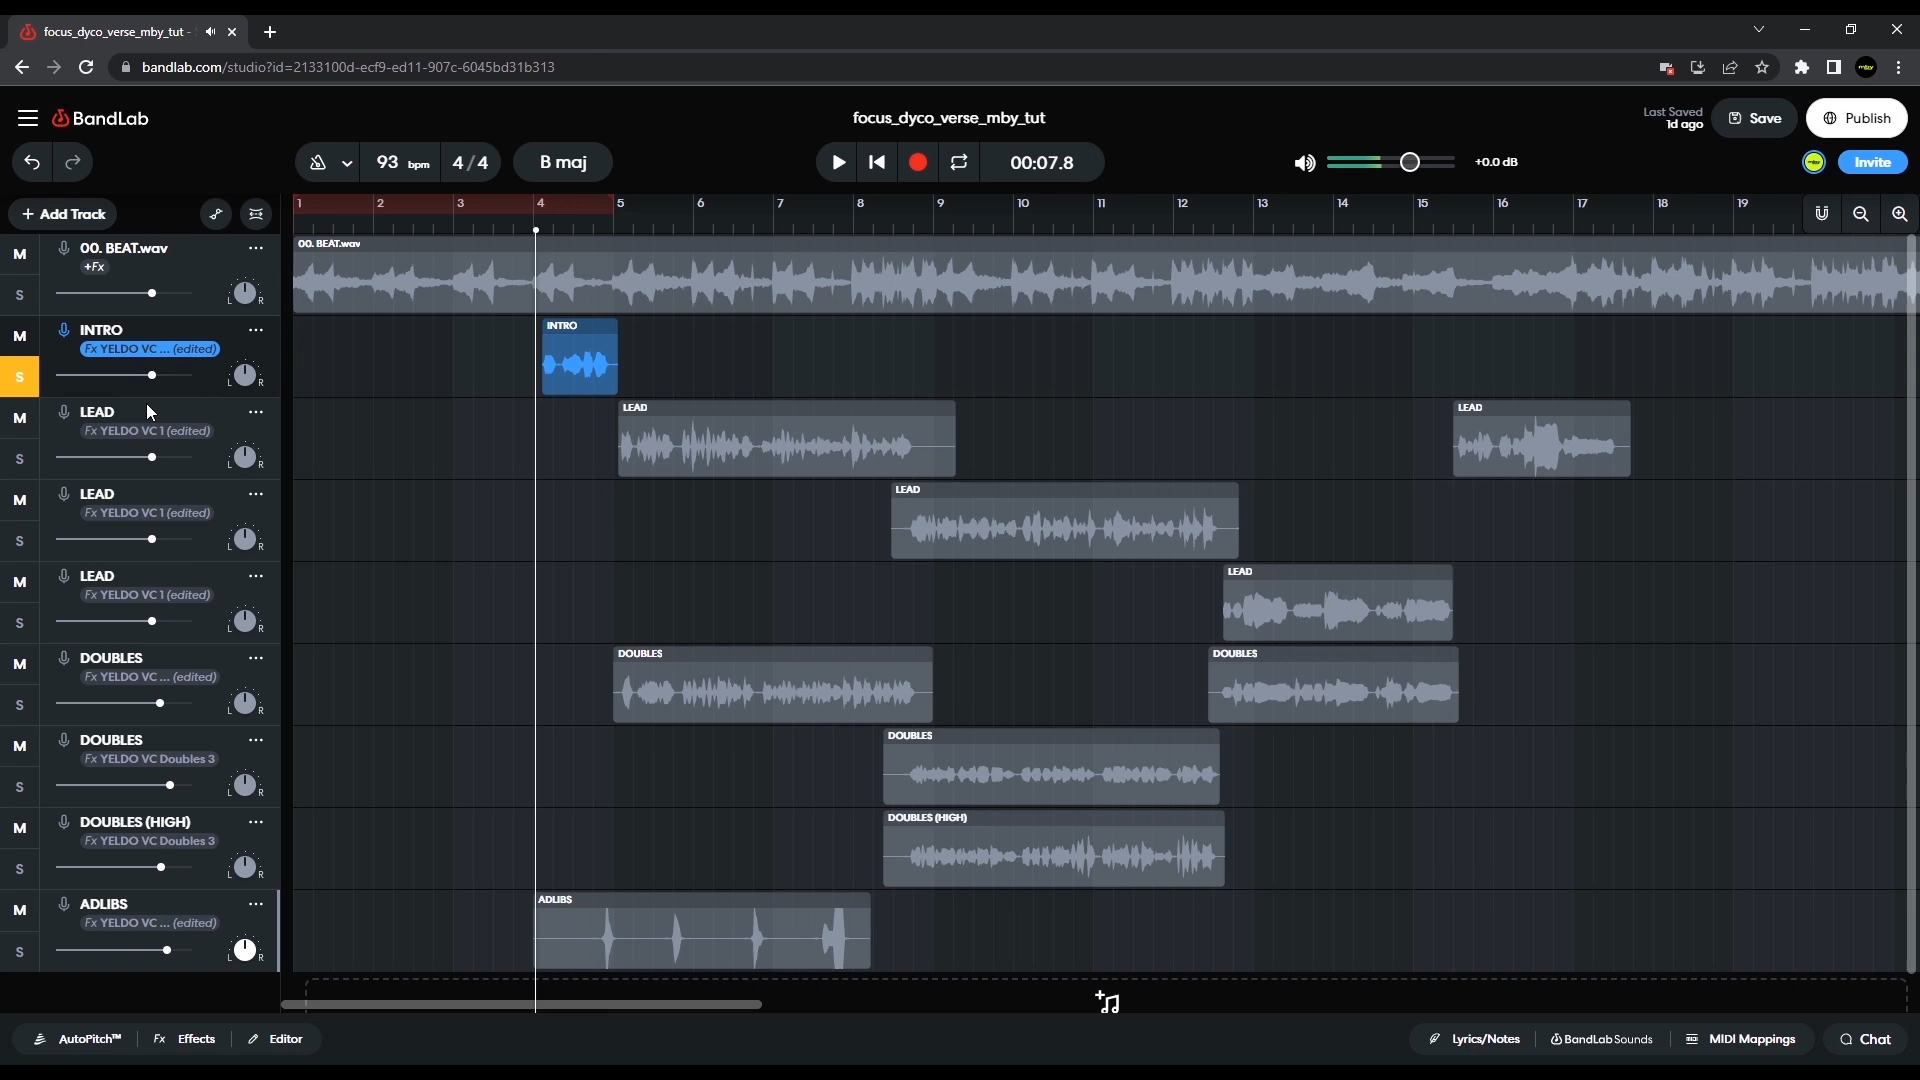 focus_dyco_verse_mby_tut -
bandlab.com/studio?id=2133100d-ecf9-ed11-907c-6045bd31b313
BandLab
focus_dyco_verse_mby_tut
Last Saved
1d ago
Save
Publish
93 bpm
4/4
B maj
00:07.8
+0.0 dB
Invite
+ Add Track
1 2 3 4 5 6 7 8 9 10 11 12 13 14 15 16 17 18 19
M
00. BEAT.wav
+Fx
S
L R
00. BEAT.wav
M
INTRO
Fx YELDO VC ... (edited)
S
L R
INTRO
M
LEAD
Fx YELDO VC 1 (edited)
S
L R
LEAD
LEAD
M
LEAD
Fx YELDO VC 1 (edited)
S
L R
LEAD
M
LEAD
Fx YELDO VC 1 (edited)
S
L R
LEAD
M
DOUBLES
Fx YELDO VC ... (edited)
S
L R
DOUBLES
DOUBLES
M
DOUBLES
Fx YELDO VC Doubles 3
S
L R
DOUBLES
M
DOUBLES (HIGH)
Fx YELDO VC Doubles 3
S
L R
DOUBLES (HIGH)
M
ADLIBS
Fx YELDO VC ... (edited)
S
L R
ADLIBS
AutoPitch™
Fx Effects
Editor
Lyrics/Notes
BandLab Sounds
MIDI Mappings
Chat